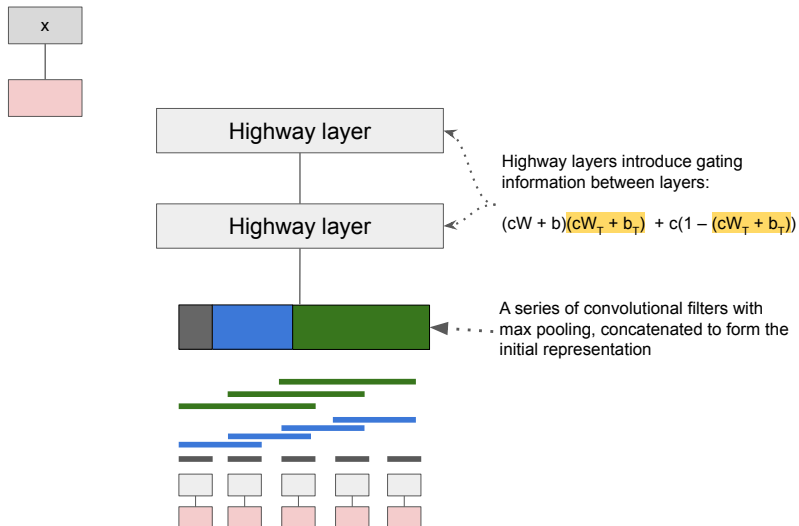 x
Highway layer
Highway layer
Highway layers introduce gating
information between layers:
(cW + b)(cW_T + b_T) + c(1 – (cW_T + b_T))
A series of convolutional filters with
max pooling, concatenated to form the
initial representation